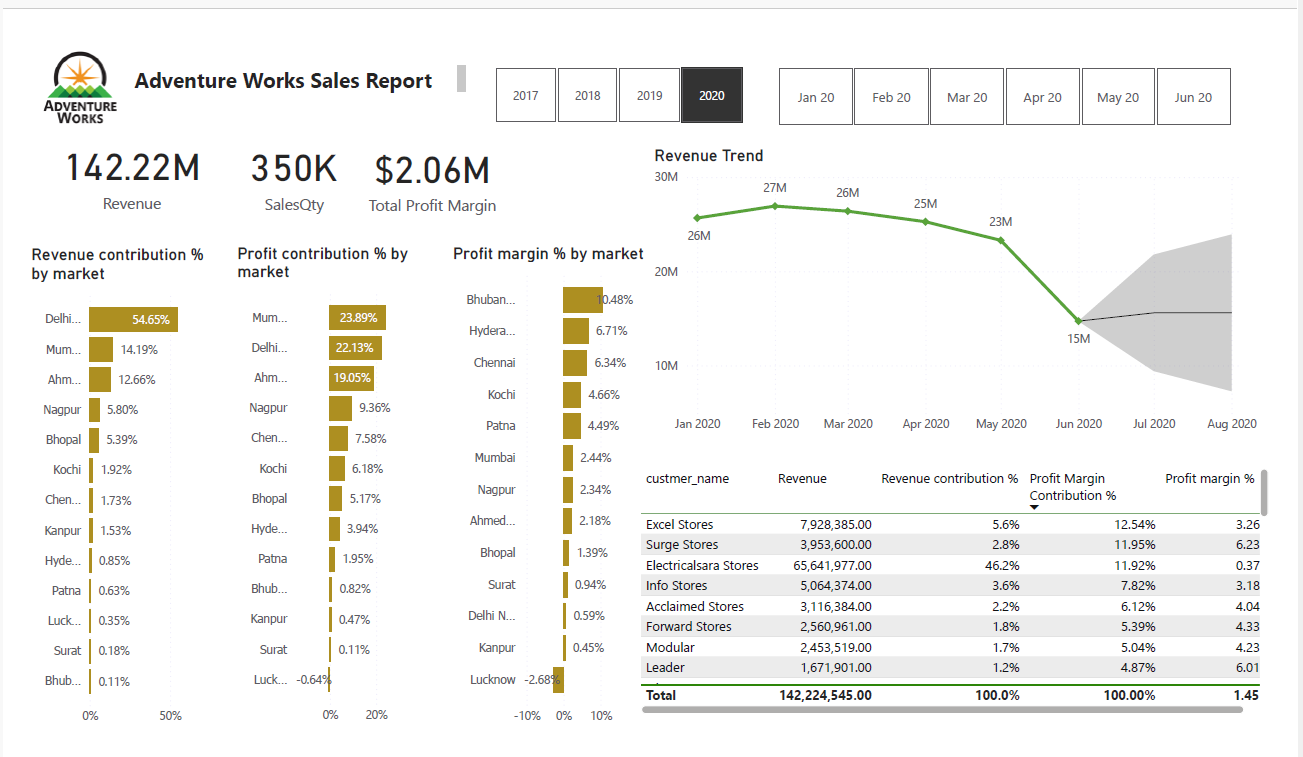 ADVENTURE
WORKS
Adventure Works Sales Report
2017 2018 2019 2020
Jan 20 Feb 20 Mar 20 Apr 20 May 20 Jun 20
142.22M
Revenue
350K
SalesQty
$2.06M
Total Profit Margin
Revenue contribution %
by market
Delhi... 54.65%
Mum... 14.19%
Ahm... 12.66%
Nagpur 5.80%
Bhopal 5.39%
Kochi 1.92%
Chen... 1.73%
Kanpur 1.53%
Hyde... 0.85%
Patna 0.63%
Luck... 0.35%
Surat 0.18%
Bhub... 0.11%
0% 50%
Profit contribution % by
market
Mum... 23.89%
Delhi... 22.13%
Ahm... 19.05%
Nagpur 9.36%
Chen... 7.58%
Kochi 6.18%
Bhopal 5.17%
Hyde... 3.94%
Patna 1.95%
Bhub... 0.82%
Kanpur 0.47%
Surat 0.11%
Luck... -0.64%
0% 20%
Profit margin % by market
Bhuban... 10.48%
Hydera... 6.71%
Chennai 6.34%
Kochi 4.66%
Patna 4.49%
Mumbai 2.44%
Nagpur 2.34%
Ahmed... 2.18%
Bhopal 1.39%
Surat 0.94%
Delhi N... 0.59%
Kanpur 0.45%
Lucknow -2.68%
-10% 0% 10%
Revenue Trend
30M
20M
10M
26M 27M 26M 25M 23M 15M
Jan 2020 Feb 2020 Mar 2020 Apr 2020 May 2020 Jun 2020 Jul 2020 Aug 2020
custmer_name Revenue Revenue contribution % Profit Margin Profit margin %
Contribution %
Excel Stores 7,928,385.00 5.6% 12.54% 3.26
Surge Stores 3,953,600.00 2.8% 11.95% 6.23
Electricalsara Stores 65,641,977.00 46.2% 11.92% 0.37
Info Stores 5,064,374.00 3.6% 7.82% 3.18
Acclaimed Stores 3,116,384.00 2.2% 6.12% 4.04
Forward Stores 2,560,961.00 1.8% 5.39% 4.33
Modular 2,453,519.00 1.7% 5.04% 4.23
Leader 1,671,901.00 1.2% 4.87% 6.01
Total 142,224,545.00 100.0% 100.00% 1.45